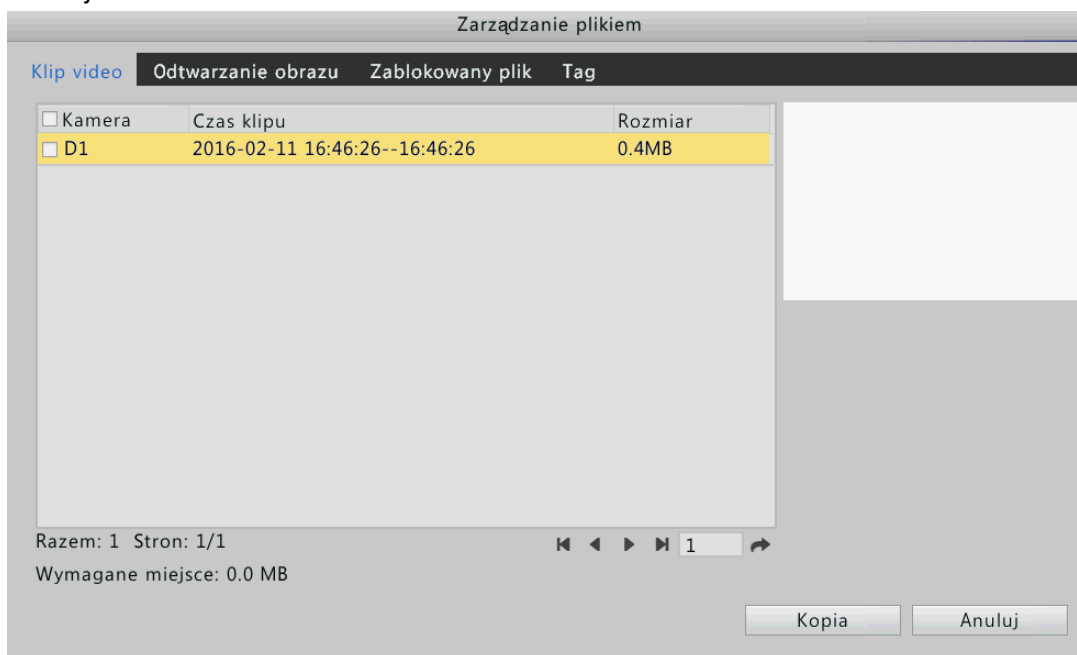 Zarządzanie plikiem
Klip video Odtwarzanie obrazu Zablokowany plik Tag
Kamera Czas klipu Rozmiar
D1 2016-02-11 16:46:26--16:46:26 0.4MB
Razem: 1 Stron: 1/1 1
Wymagane miejsce: 0.0 MB
Kopia Anuluj